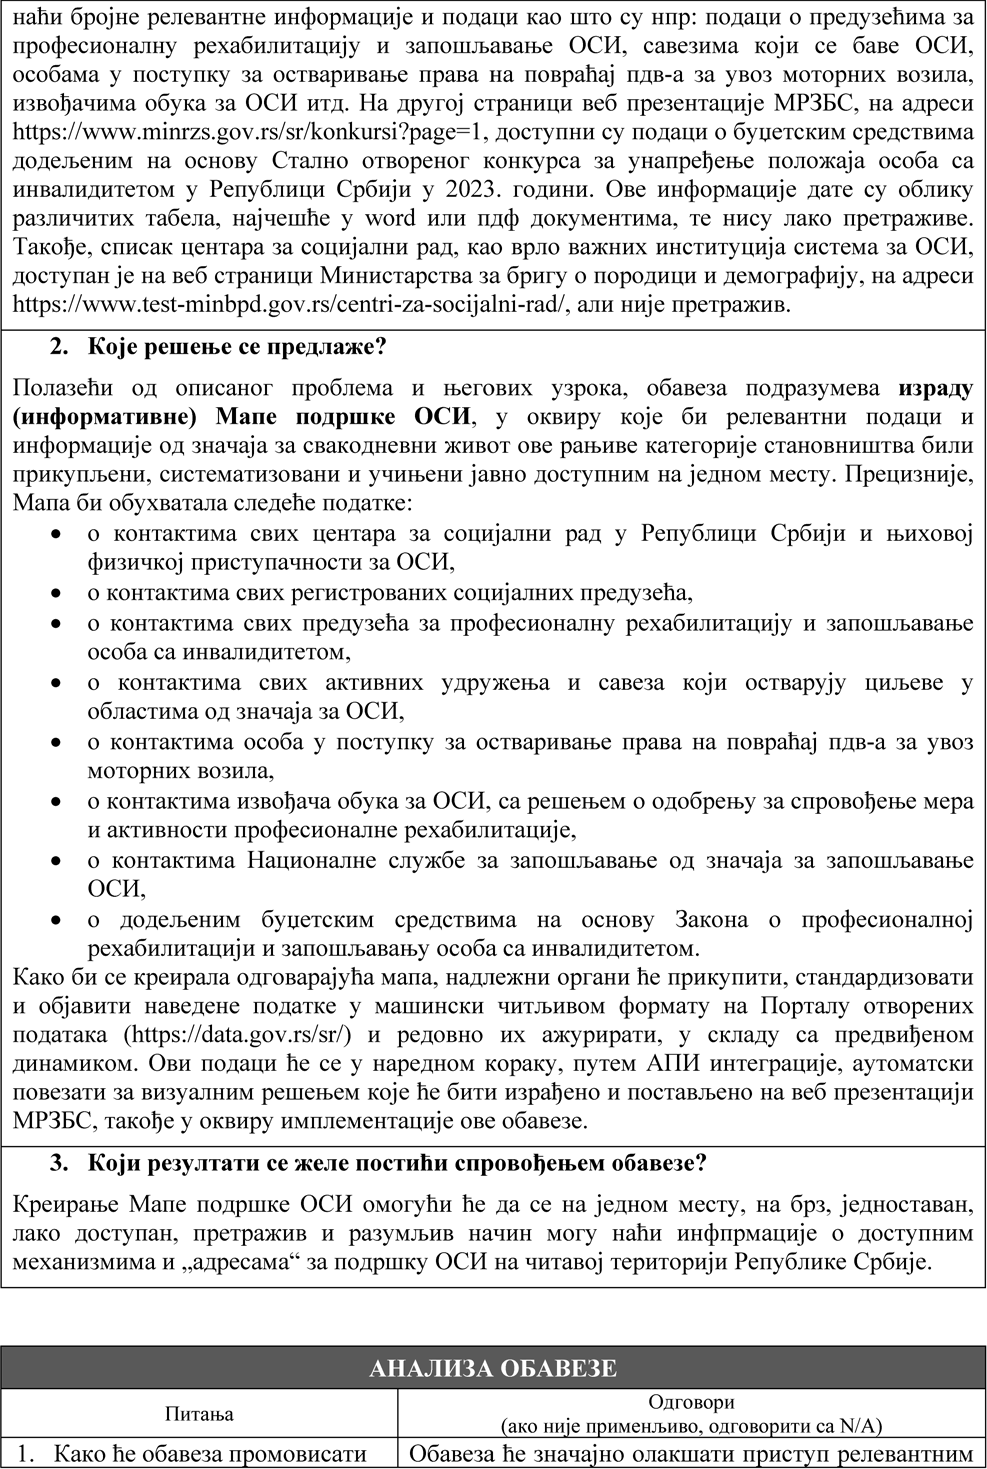 наћи бројне релевантне информације и подаци као што су нпр: подаци о предузећима за
професионалну рехабилитацију и запошљавање ОСИ, савезима који се баве ОСИ,
особама у поступку за остваривање права на повраћај пдв-а за увоз моторних возила,
извођачима обука за ОСИ итд. На другој страници веб презентације МРЗБС, на адреси
https://www.minrzs.gov.rs/sr/konkursi?page=1, доступни су подаци о буџетским средствима
додељеним на основу Стално отвореног конкурса за унапређење положаја особа са
инвалидитетом у Републици Србији у 2023. години. Ове информације дате су облику
различитих табела, најчешће у word или пдф документима, те нису лако претраживе.
Такође, списак центара за социјални рад, као врло важних институција система за ОСИ,
доступан је на веб страници Министарства за бригу о породици и демографију, на адреси
https://www.test-minbpd.gov.rs/centri-za-socijalni-rad/, али није претражив.
2. Које решење се предлаже?
Полазећи од описаног проблема и његових узрока, обавеза подразумева израду
(информативне) Мапе подршке ОСИ, у оквиру које би релевантни подаци и
информације од значаја за свакодневни живот ове рањиве категорије становништва били
прикупљени, систематизовани и учињени јавно доступним на једном месту. Прецизније,
Мапа би обухватала следеће податке:
• о контактима свих центара за социјални рад у Републици Србији и њиховој
физичкој приступачности за ОСИ,
• о контактима свих регистрованих социјалних предузећа,
• о контактима свих предузећа за професионалну рехабилитацију и запошљавање
особа са инвалидитетом,
• о контактима свих активних удружења и савеза који остварују циљеве у
областима од значаја за ОСИ,
• о контактима особа у поступку за остваривање права на повраћај пдв-а за увоз
моторних возила,
• о контактима извођача обука за ОСИ, са решењем о одобрењу за спровођење мера
и активности професионалне рехабилитације,
• о контактима Националне службе за запошљавање од значаја за запошљавање
ОСИ,
• о додељеним буџетским средствима на основу Закона о професионалној
рехабилитацији и запошљавању особа са инвалидитетом.
Како би се креирала одговарајућа мапа, надлежни органи ће прикупити, стандардизовати
и објавити наведене податке у машински читљивом формату на Порталу отворених
података (https://data.gov.rs/sr/) и редовно их ажурирати, у складу са предвиђеном
динамиком. Ови подаци ће се у наредном кораку, путем АПИ интеграције, аутоматски
повезати за визуалним решењем које ће бити израђено и постављено на веб презентацији
МРЗБС, такође у оквиру имплементације ове обавезе.
3. Који резултати се желе постићи спровођењем обавезе?
Креирање Мапе подршке ОСИ омогући ће да се на једном месту, на брз, једноставан,
лако доступан, претражив и разумљив начин могу наћи инфпрмације о доступним
механизмима и „адресама“ за подршку ОСИ на читавој територији Републике Србије.
АНАЛИЗА ОБАВЕЗЕ
Питања
Одговори
(ако није применљиво, одговорити са N/A)
1. Како ће обавеза промовисати
Обавеза ће значајно олакшати приступ релевантним